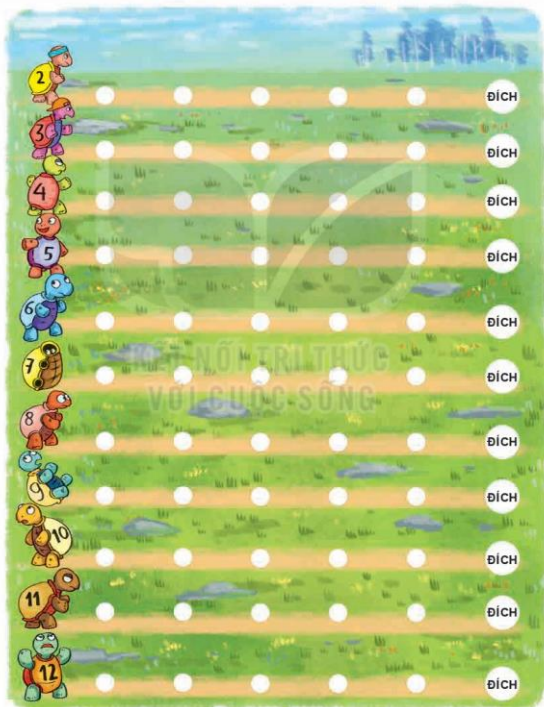 2 ĐÍCH
3 ĐÍCH
4 ĐÍCH
5 ĐÍCH
6 ĐÍCH
KẾT NỐI TRI THỨC
7 ĐÍCH
VỚI CUỘC SỐNG
8 ĐÍCH
9 ĐÍCH
10 ĐÍCH
11 ĐÍCH
12 ĐÍCH